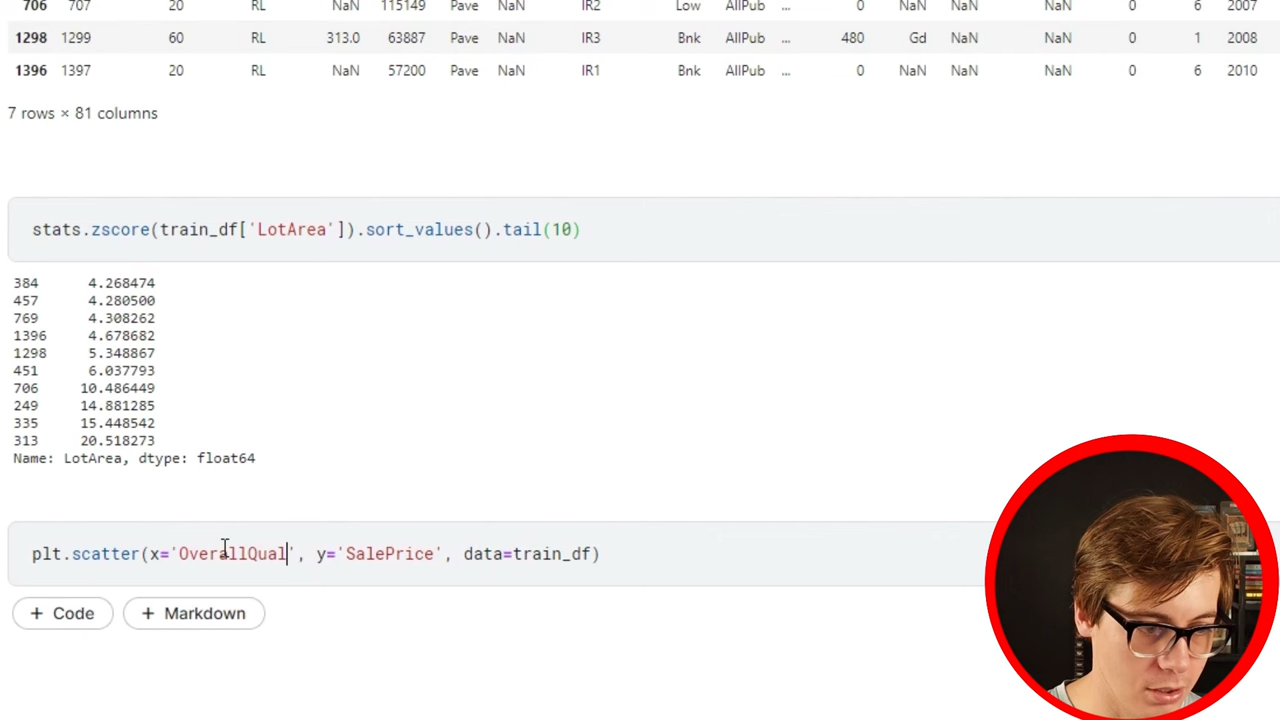 706 707 20 RL NaN 115149 Pave NaN IR2 Low AllPub ... 0 NaN NaN NaN 0 6 2007
1298 1299 60 RL 313.0 63887 Pave NaN IR3 Bnk AllPub ... 480 Gd NaN NaN 0 1 2008
1396 1397 20 RL NaN 57200 Pave NaN IR1 Bnk AllPub ... 0 NaN NaN NaN 0 6 2010
7 rows × 81 columns
stats.zscore(train_df['LotArea']).sort_values().tail(10)
384 4.268474
457 4.280500
769 4.308262
1396 4.678682
1298 5.348867
451 6.037793
706 10.486449
249 14.881285
335 15.448542
313 20.518273
Name: LotArea, dtype: float64
plt.scatter(x='OverallQual', y='SalePrice', data=train_df)
+ Code + Markdown